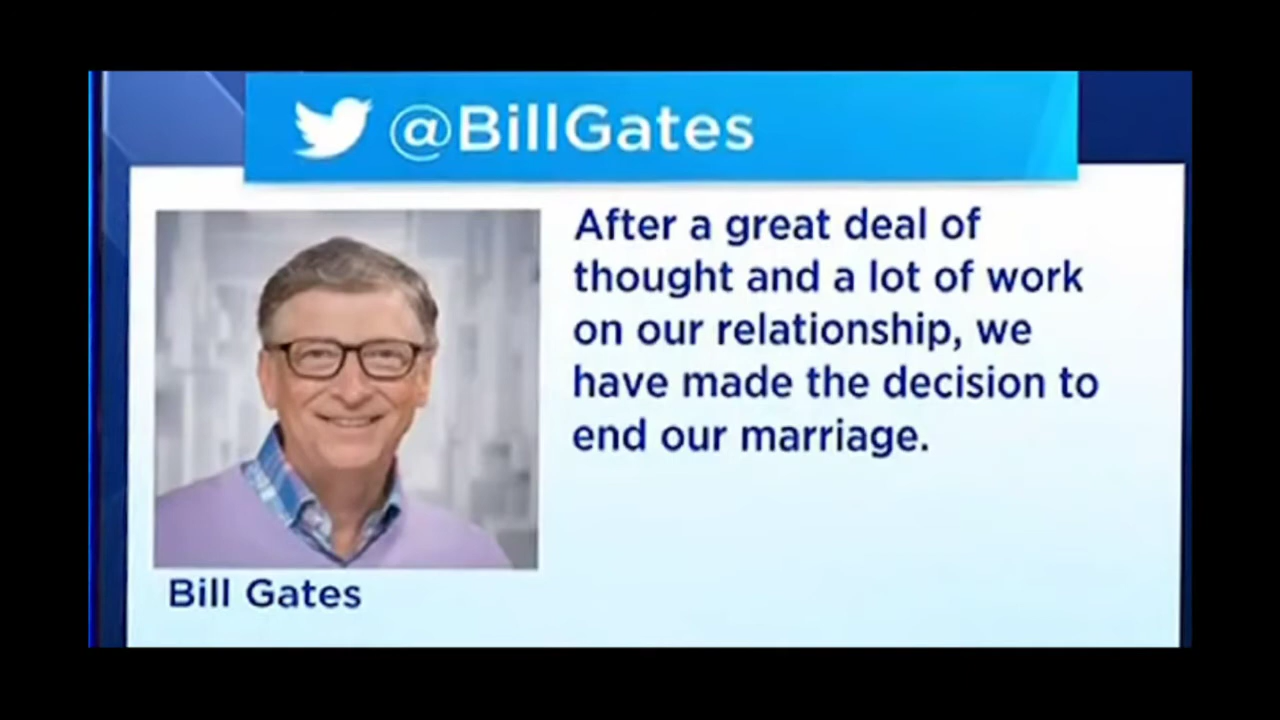 @BillGates
After a great deal of
thought and a lot of work
on our relationship, we
have made the decision to
end our marriage.
Bill Gates